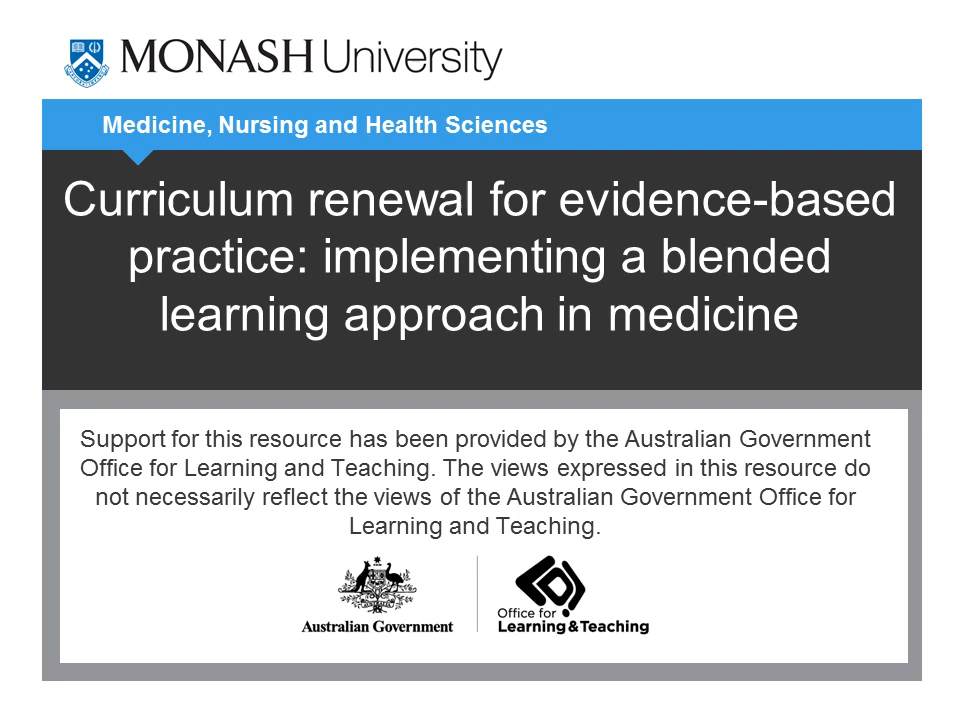 MONASH University
Medicine, Nursing and Health Sciences
Curriculum renewal for evidence-based
practice: implementing a blended
learning approach in medicine
Support for this resource has been provided by the Australian Government
Office for Learning and Teaching. The views expressed in this resource do
not necessarily reflect the views of the Australian Government Office for
Learning and Teaching.
Australian Government
Office for
Learning & Teaching